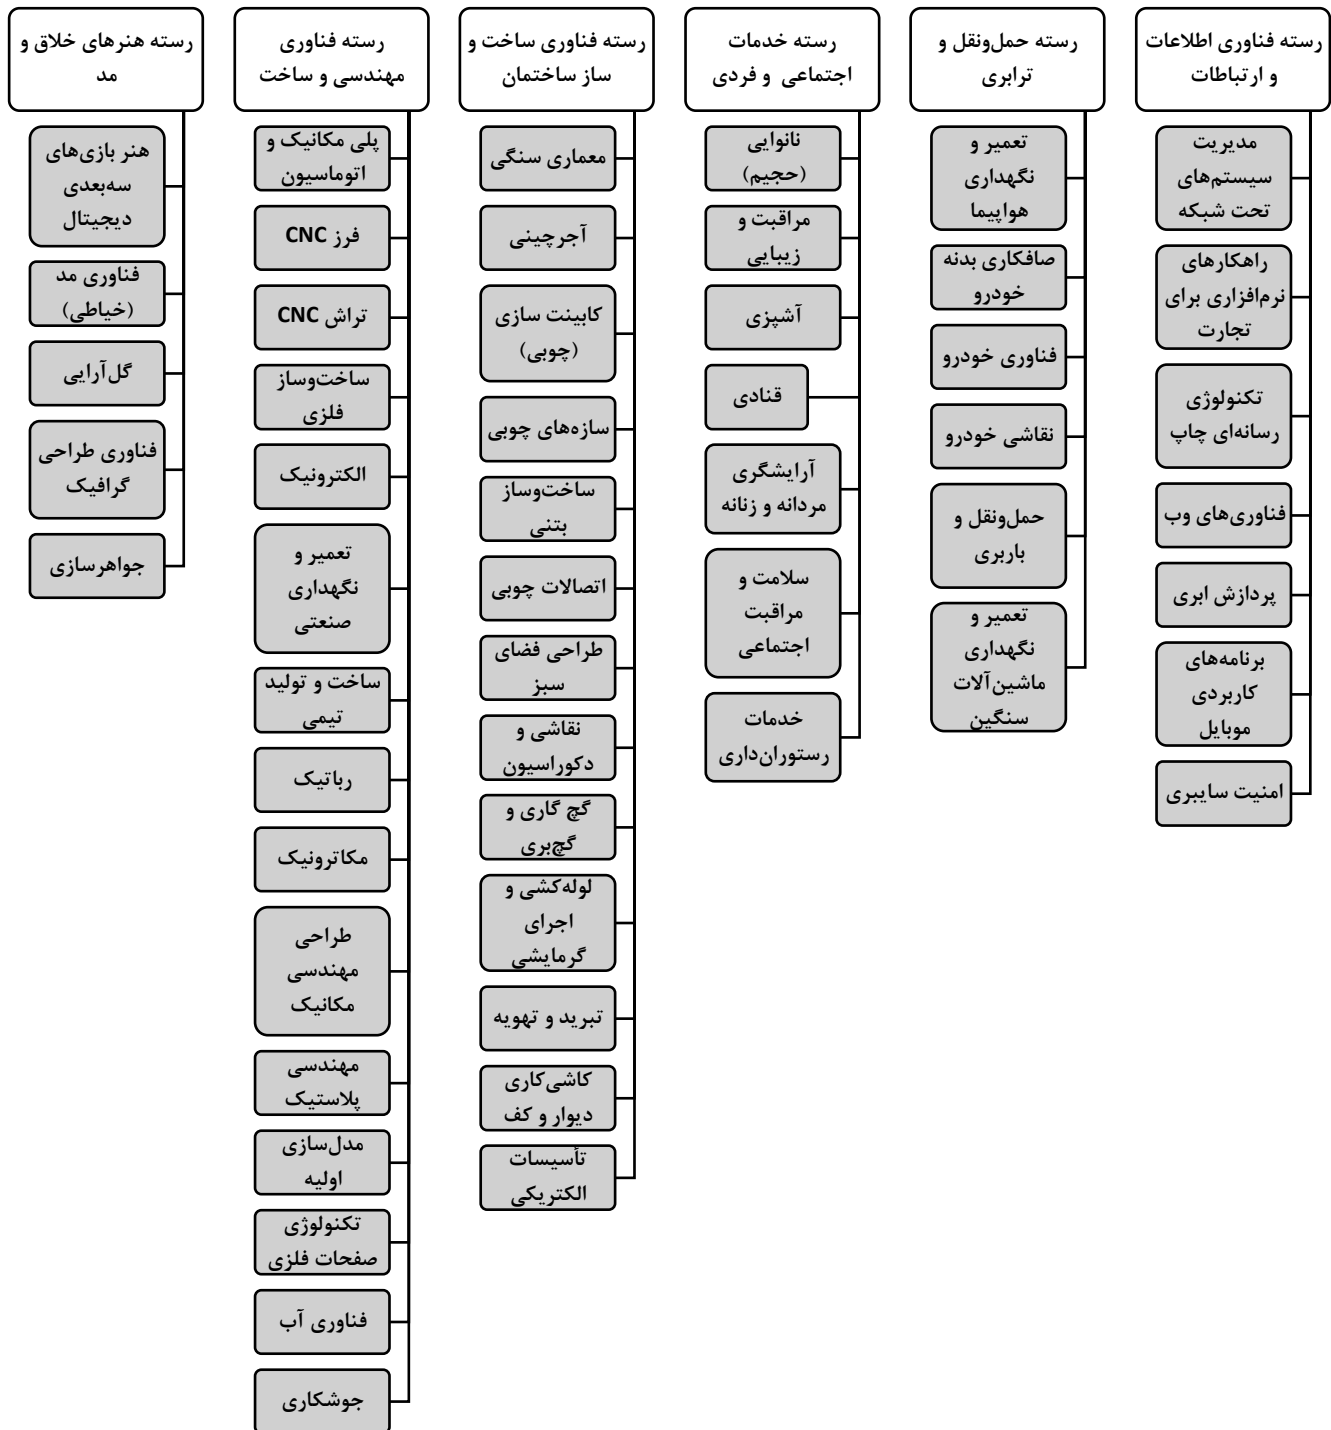 رسته فناوری اطلاعات
و ارتباطات
مدیریت
سیستم‌های
تحت شبکه
راهکارهای
نرم‌افزاری برای
تجارت
تکنولوژی
رسانه‌ای چاپ
فناوری‌های وب
پردازش ابری
برنامه‌های
کاربردی
موبایل
امنیت سایبری
رسته حمل‌ونقل و
ترابری
تعمیر و
نگهداری
هواپیما
صافکاری بدنه
خودرو
فناوری خودرو
نقاشی خودرو
حمل‌ونقل و
باربری
تعمیر و
نگهداری
ماشین‌آلات
سنگین
رسته خدمات
اجتماعی و فردی
نانوایی
(حجیم)
مراقبت و
زیبایی
آشپزی
قنادی
آرایشگری
مردانه و زنانه
سلامت و
مراقبت
اجتماعی
خدمات
رستوران‌داری
رسته فناوری ساخت و
ساز ساختمان
معماری سنگی
آجرچینی
کابینت سازی
(چوبی)
سازه‌های چوبی
ساخت‌وساز
بتنی
اتصالات چوبی
طراحی فضای
سبز
نقاشی و
دکوراسیون
گچ گاری و
گچ‌بری
لوله‌کشی و
اجرای
گرمایشی
تبرید و تهویه
کاشی‌کاری
دیوار و کف
تأسیسات
الکتریکی
رسته فناوری
مهندسی و ساخت
پلی مکانیک و
اتوماسیون
فرز CNC
تراش CNC
ساخت‌وساز
فلزی
الکترونیک
تعمیر و
نگهداری
صنعتی
ساخت و تولید
تیمی
رباتیک
مکاترونیک
طراحی
مهندسی
مکانیک
مهندسی
پلاستیک
مدل‌سازی
اولیه
تکنولوژی
صفحات فلزی
فناوری آب
جوشکاری
رسته هنرهای خلاق و
مد
هنر بازی‌های
سه‌بعدی
دیجیتال
فناوری مد
(خیاطی)
گل‌آرایی
فناوری طراحی
گرافیک
جواهرسازی